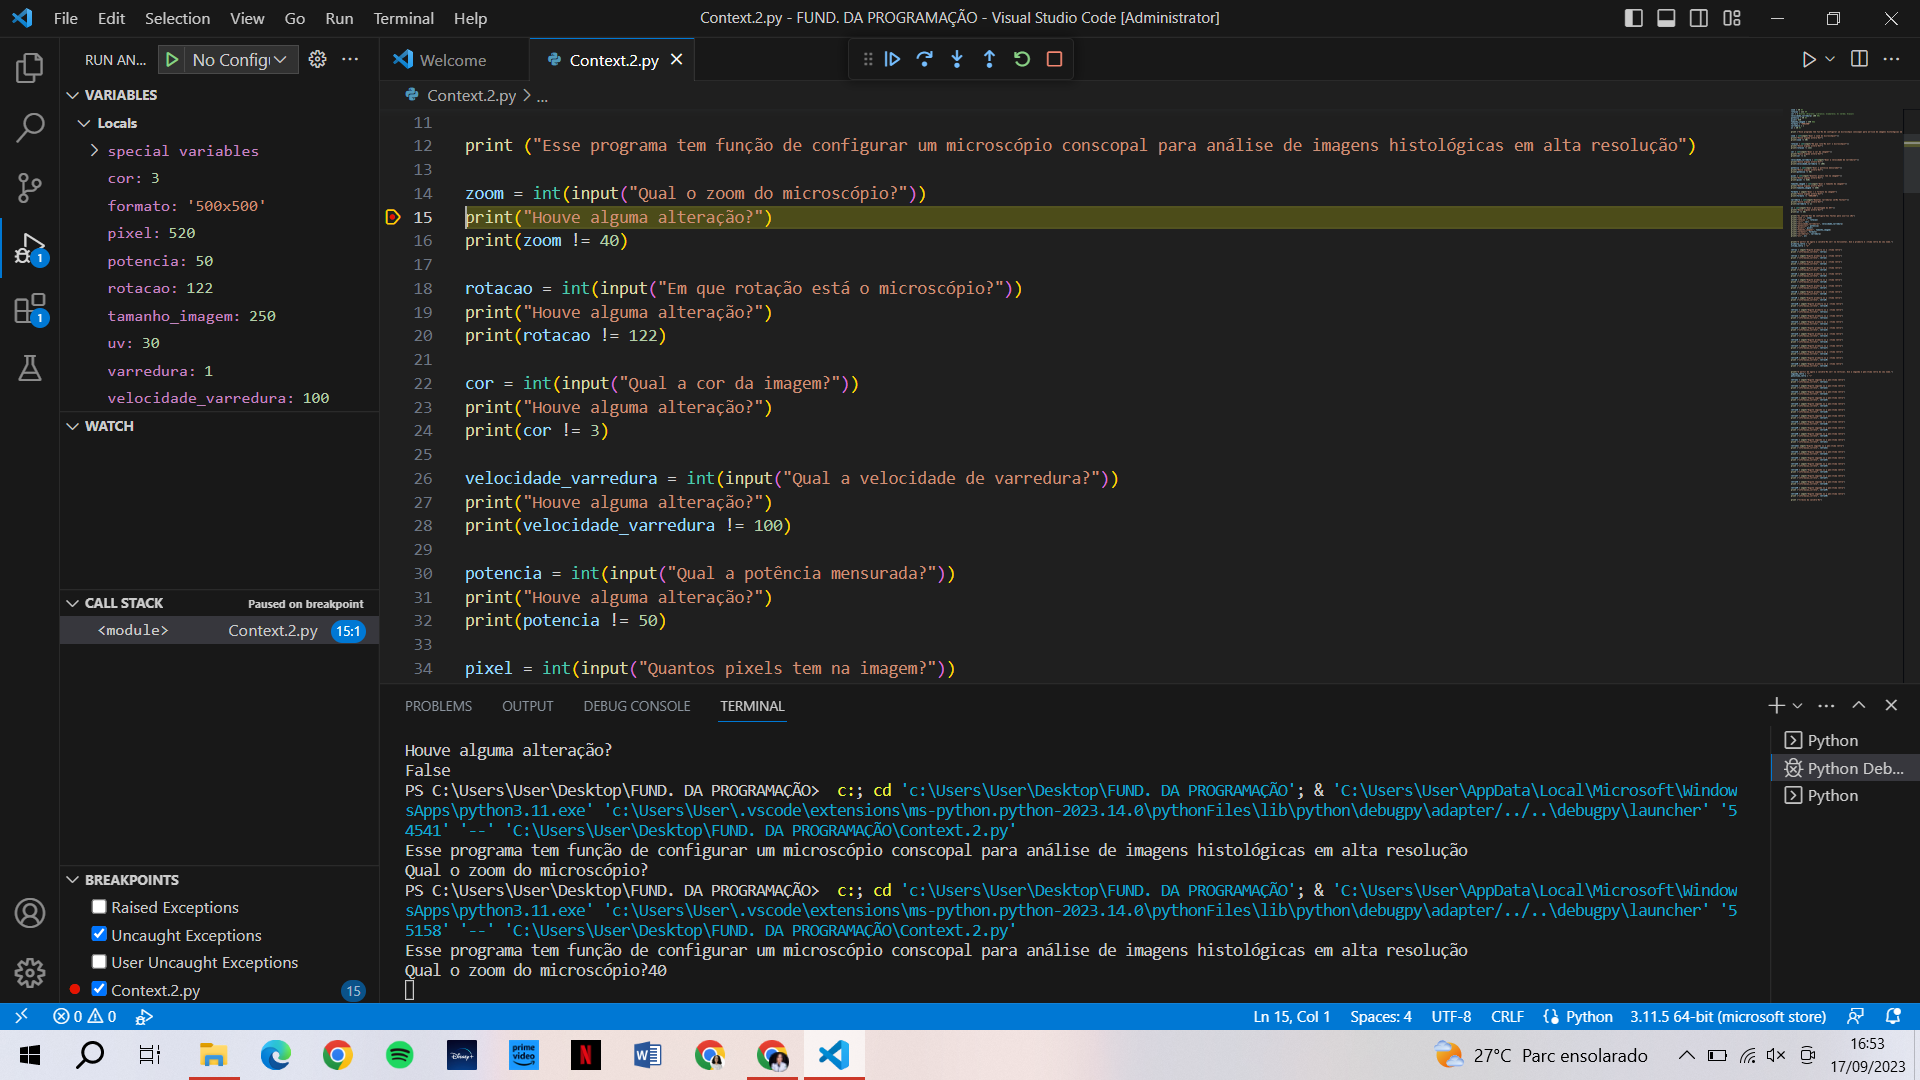 File Edit Selection View Go Run Terminal Help
Context.2.py - FUND. DA PROGRAMAÇÃO - Visual Studio Code [Administrator]
RUN AN...
No Config
Welcome
Context.2.py
Context.2.py > ...
VARIABLES
Locals
special variables
cor: 3
formato: '500x500'
pixel: 520
potencia: 50
rotacao: 122
tamanho_imagem: 250
uv: 30
varredura: 1
velocidade_varredura: 100
WATCH
CALL STACK
Paused on breakpoint
<module>
Context.2.py
15:1
BREAKPOINTS
Raised Exceptions
Uncaught Exceptions
User Uncaught Exceptions
Context.2.py
15
1
1
11
12 print ("Esse programa tem função de configurar um microscópio conscopal para análise de imagens histológicas em alta resolução")
13
14 zoom = int(input("Qual o zoom do microscópio?"))
15 print("Houve alguma alteração?")
16 print(zoom != 40)
17
18 rotacao = int(input("Em que rotação está o microscópio?"))
19 print("Houve alguma alteração?")
20 print(rotacao != 122)
21
22 cor = int(input("Qual a cor da imagem?"))
23 print("Houve alguma alteração?")
24 print(cor != 3)
25
26 velocidade_varredura = int(input("Qual a velocidade de varredura?"))
27 print("Houve alguma alteração?")
28 print(velocidade_varredura != 100)
29
30 potencia = int(input("Qual a potência mensurada?"))
31 print("Houve alguma alteração?")
32 print(potencia != 50)
33
34 pixel = int(input("Quantos pixels tem na imagem?"))
PROBLEMS OUTPUT DEBUG CONSOLE TERMINAL
Houve alguma alteração?
False
PS C:\Users\User\Desktop\FUND. DA PROGRAMAÇÃO>  c:; cd 'c:\Users\User\Desktop\FUND. DA PROGRAMAÇÃO'; & 'C:\Users\User\AppData\Local\Microsoft\Window
sApps\python3.11.exe' 'c:\Users\User\.vscode\extensions\ms-python.python-2023.14.0\pythonFiles\lib\python\debugpy\adapter/../..\debugpy\launcher' '5
4541' '--' 'C:\Users\User\Desktop\FUND. DA PROGRAMAÇÃO\Context.2.py'
Esse programa tem função de configurar um microscópio conscopal para análise de imagens histológicas em alta resolução
Qual o zoom do microscópio?
PS C:\Users\User\Desktop\FUND. DA PROGRAMAÇÃO>  c:; cd 'c:\Users\User\Desktop\FUND. DA PROGRAMAÇÃO'; & 'C:\Users\User\AppData\Local\Microsoft\Window
sApps\python3.11.exe' 'c:\Users\User\.vscode\extensions\ms-python.python-2023.14.0\pythonFiles\lib\python\debugpy\adapter/../..\debugpy\launcher' '5
5158' '--' 'C:\Users\User\Desktop\FUND. DA PROGRAMAÇÃO\Context.2.py'
Esse programa tem função de configurar um microscópio conscopal para análise de imagens histológicas em alta resolução
Qual o zoom do microscópio?40
Python
Python Deb...
Python
0 0
Ln 15, Col 1 Spaces: 4 UTF-8 CRLF Python 3.11.5 64-bit (microsoft store)
Disney+
prime video
N
W
27°C Parc ensolarado
16:53
17/09/2023